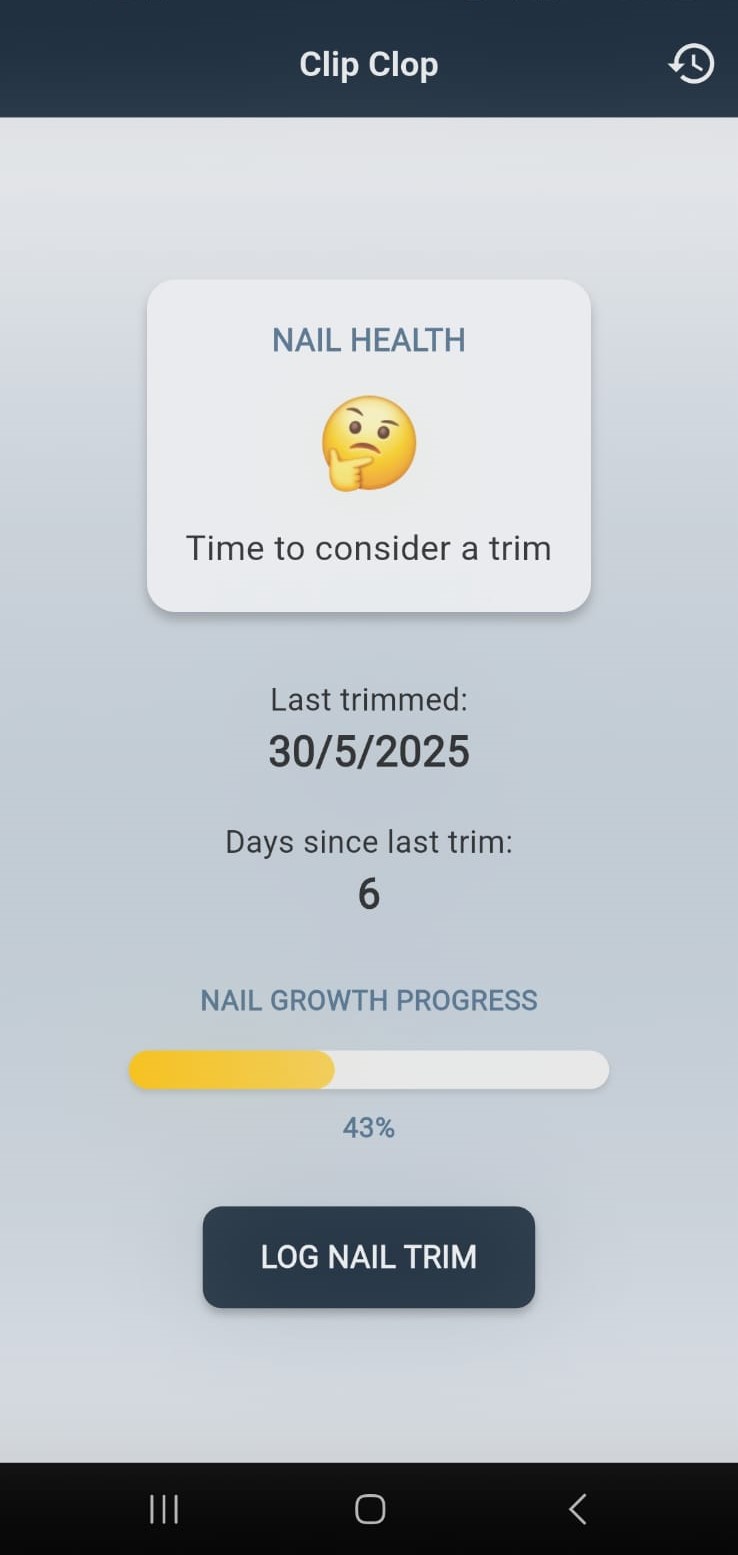 Clip Clop
NAIL HEALTH
Time to consider a trim
Last trimmed:
30/5/2025
Days since last trim:
6
NAIL GROWTH PROGRESS
43%
LOG NAIL TRIM